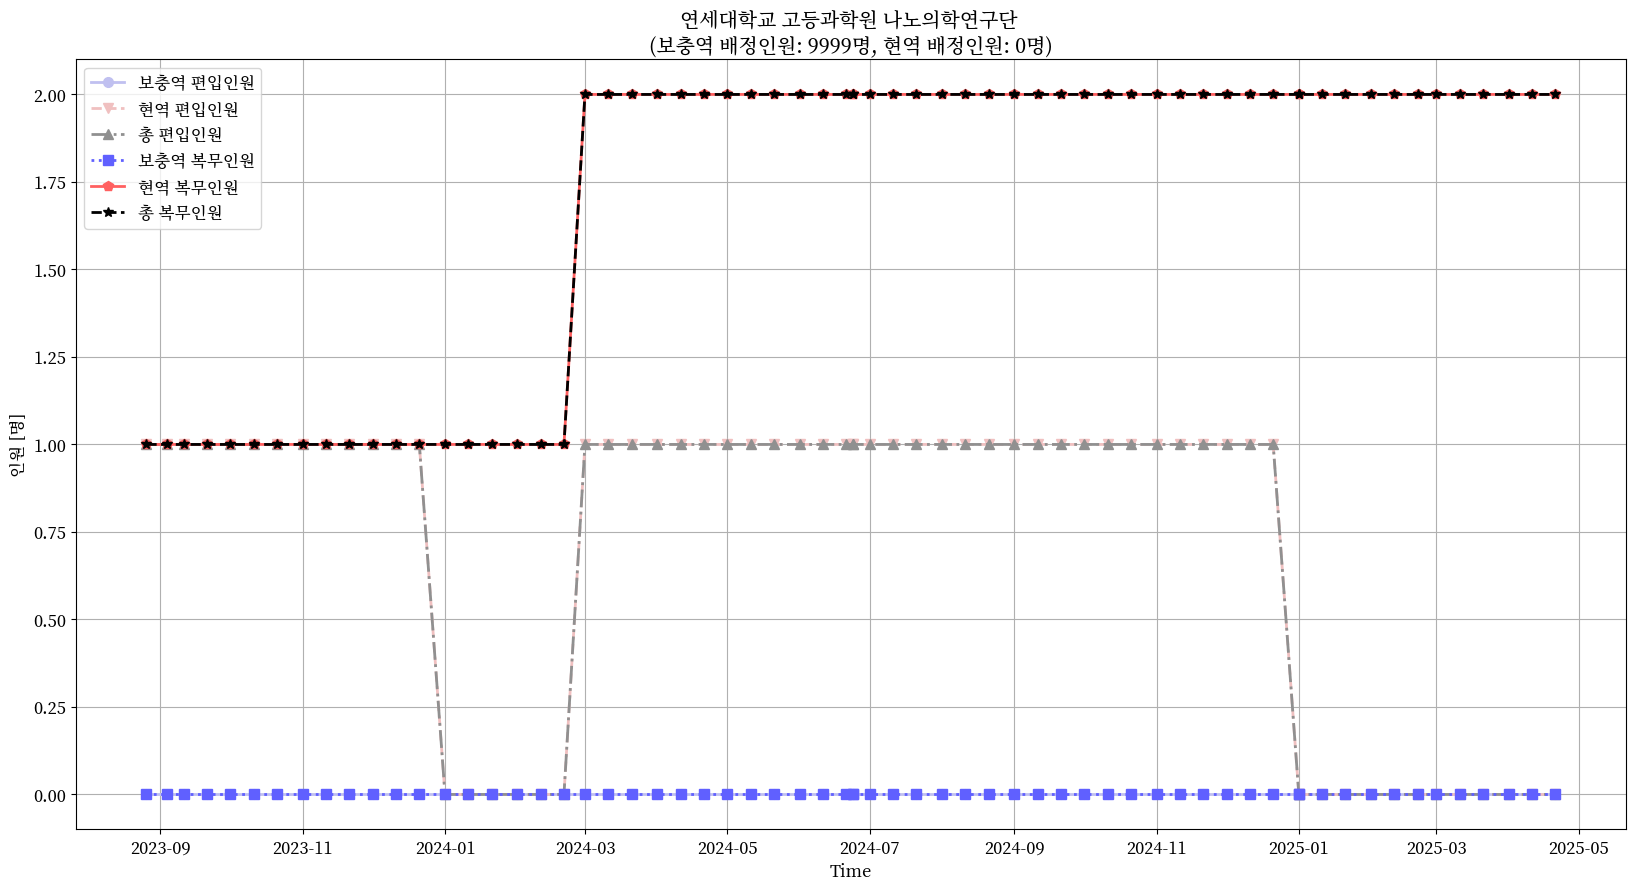 연세대학교 고등과학원 나노의학연구단
(보충역 배정인원: 9999명, 현역 배정인원: 0명)
보충역 편입인원
현역 편입인원
총 편입인원
보충역 복무인원
현역 복무인원
총 복무인원
2.00
1.75
1.50
1.25
1.00
0.75
0.50
0.25
0.00
인원 [명]
2023-09 2023-11 2024-01 2024-03 2024-05 2024-07 2024-09 2024-11 2025-01 2025-03 2025-05
Time